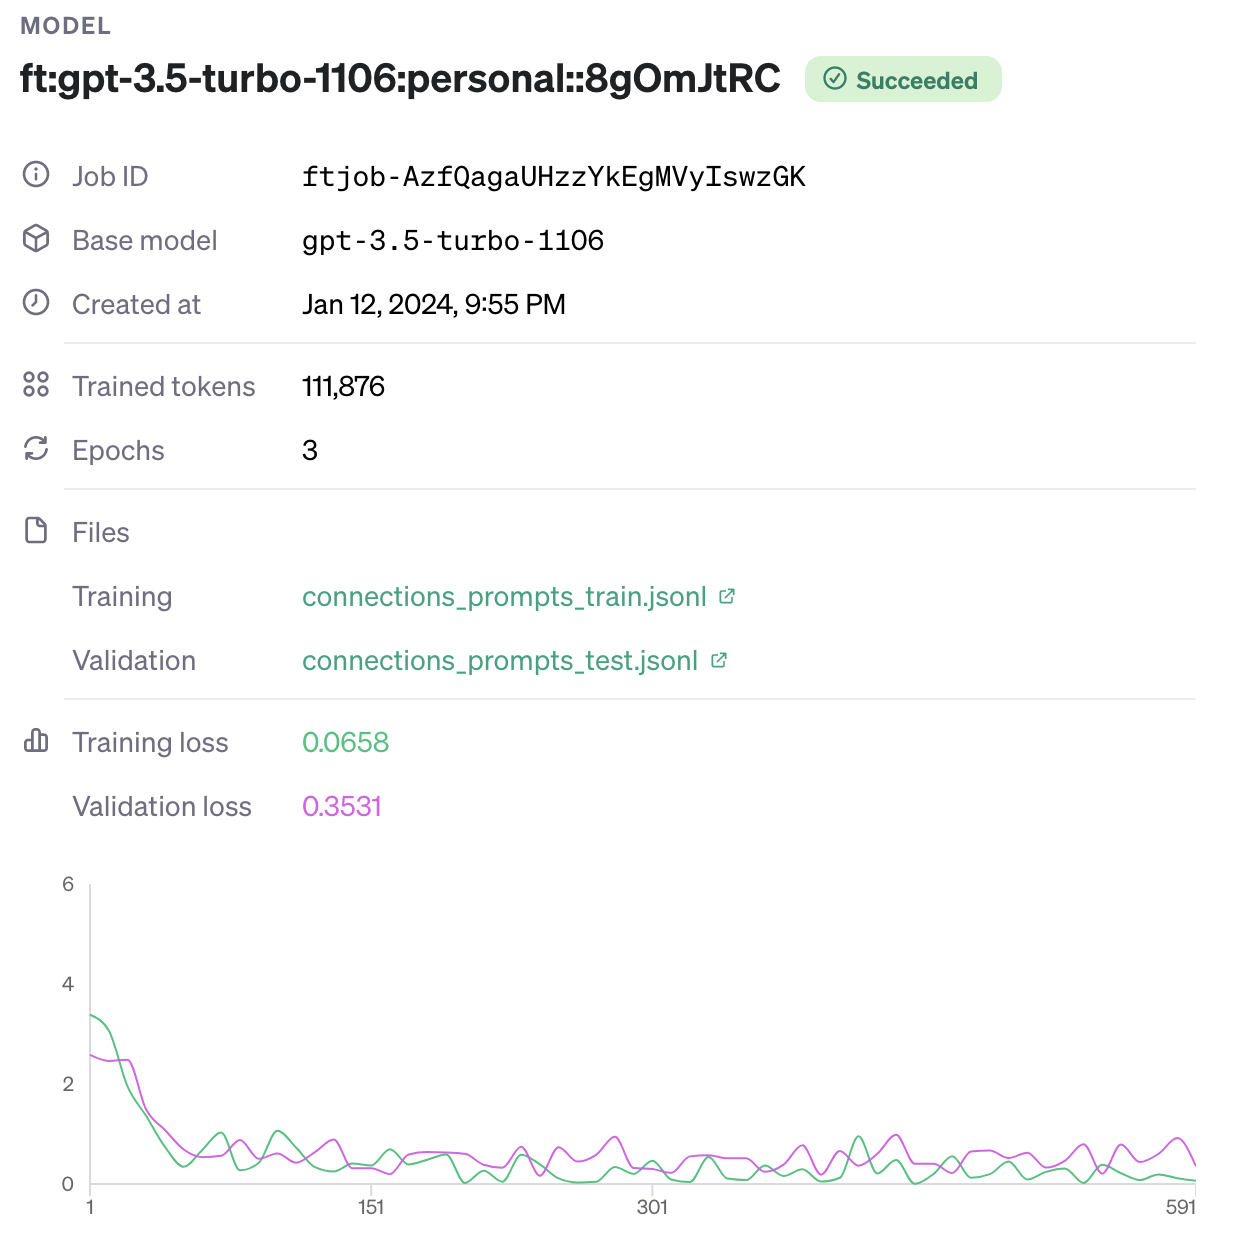 MODEL
ft:gpt-3.5-turbo-1106:personal::8gOmJtRC Succeeded
Job ID ftjob-AzfQagaUHzzYkEgMVyIswzGK
Base model gpt-3.5-turbo-1106
Created at Jan 12, 2024, 9:55 PM
Trained tokens 111,876
Epochs 3
Files
Training connections_prompts_train.jsonl
Validation connections_prompts_test.jsonl
Training loss 0.0658
Validation loss 0.3531
6
4
2
0
1 151 301 591